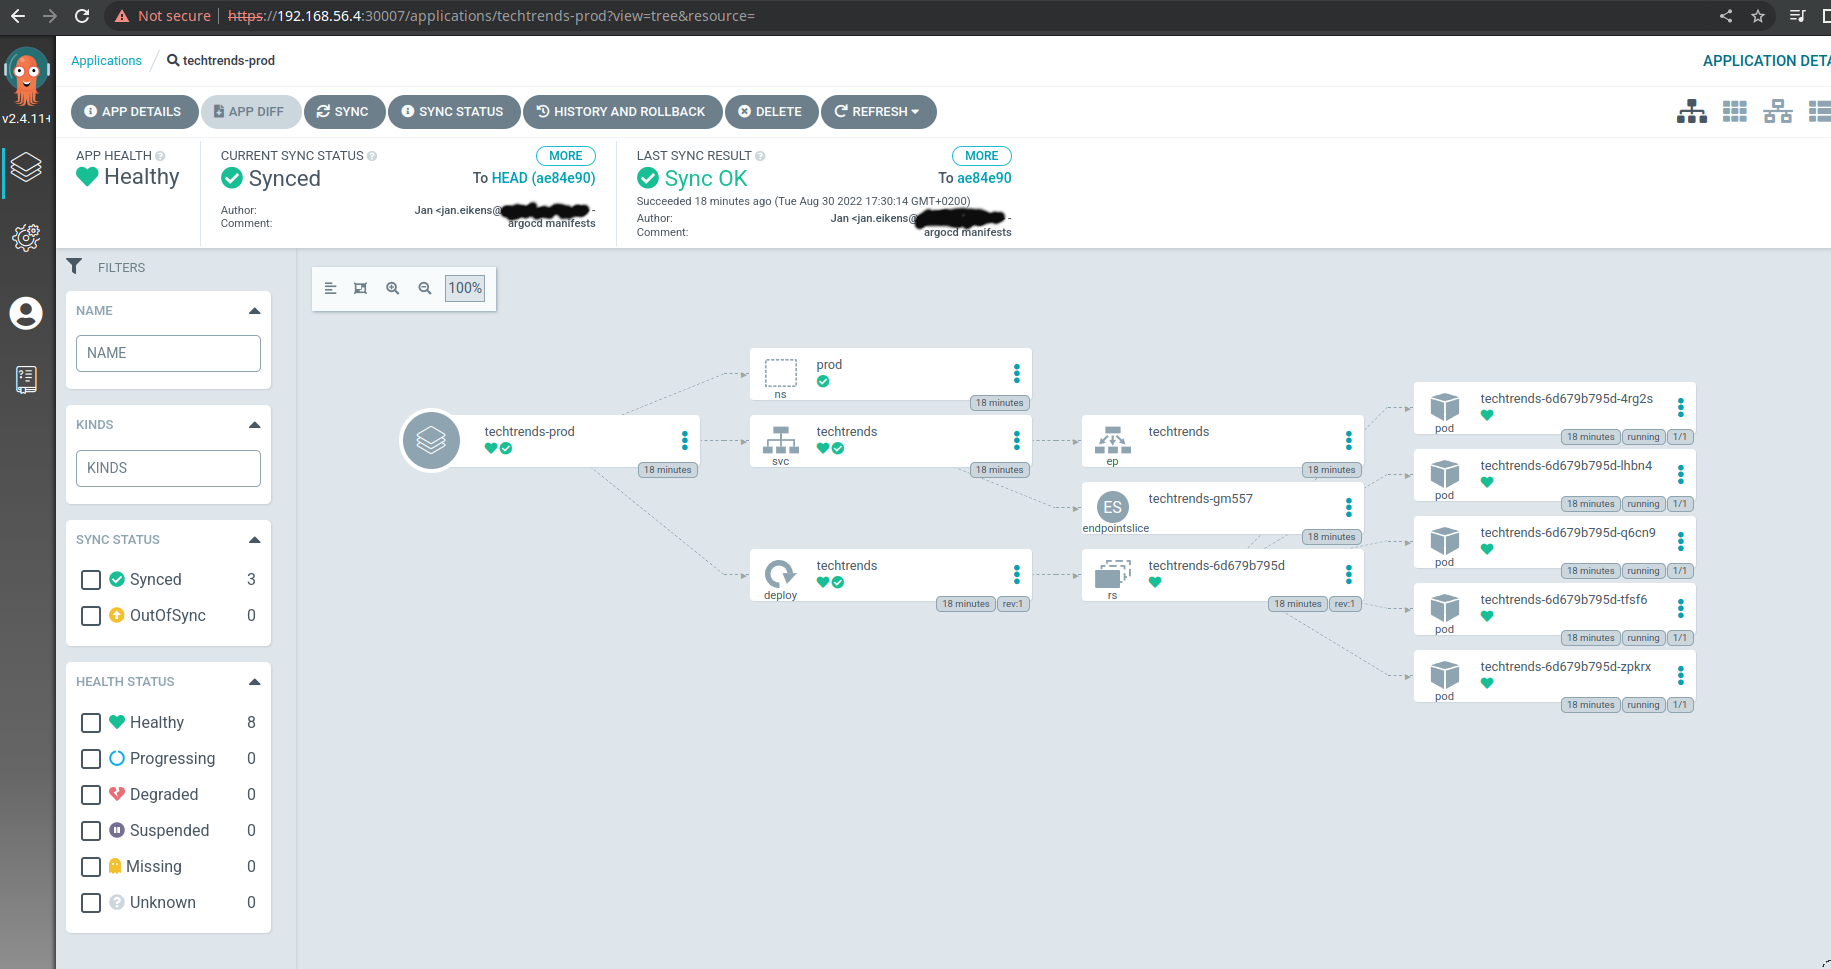 Not secure https://192.168.56.4:30007/applications/techtrends-prod?view=tree&resource=
v2.4.11+
Applications / techtrends-prod
APPLICATION DETA
APP DETAILS APP DIFF SYNC SYNC STATUS HISTORY AND ROLLBACK DELETE REFRESH
APP HEALTH
Healthy
CURRENT SYNC STATUS MORE
Synced To HEAD (ae84e90)
Author: Jan <jan.eikens@ -
Comment: argocd manifests
LAST SYNC RESULT MORE
Sync OK To ae84e90
Succeeded 18 minutes ago (Tue Aug 30 2022 17:30:14 GMT+0200)
Author: Jan <jan.eikens@ -
Comment: argocd manifests
FILTERS
NAME
NAME
KINDS
KINDS
SYNC STATUS
Synced 3
OutOfSync 0
HEALTH STATUS
Healthy 8
Progressing 0
Degraded 0
Suspended 0
Missing 0
Unknown 0
100%
techtrends-prod
18 minutes
prod
ns
18 minutes
techtrends
svc
18 minutes
techtrends
deploy
18 minutes rev:1
techtrends
ep
18 minutes
techtrends-gm557
ES
endpointslice
18 minutes
techtrends-6d679b795d
rs
18 minutes rev:1
techtrends-6d679b795d-4rg2s
pod
18 minutes running 1/1
techtrends-6d679b795d-lhbn4
pod
18 minutes running 1/1
techtrends-6d679b795d-q6cn9
pod
18 minutes running 1/1
techtrends-6d679b795d-tfsf6
pod
18 minutes running 1/1
techtrends-6d679b795d-zpkrx
pod
18 minutes running 1/1